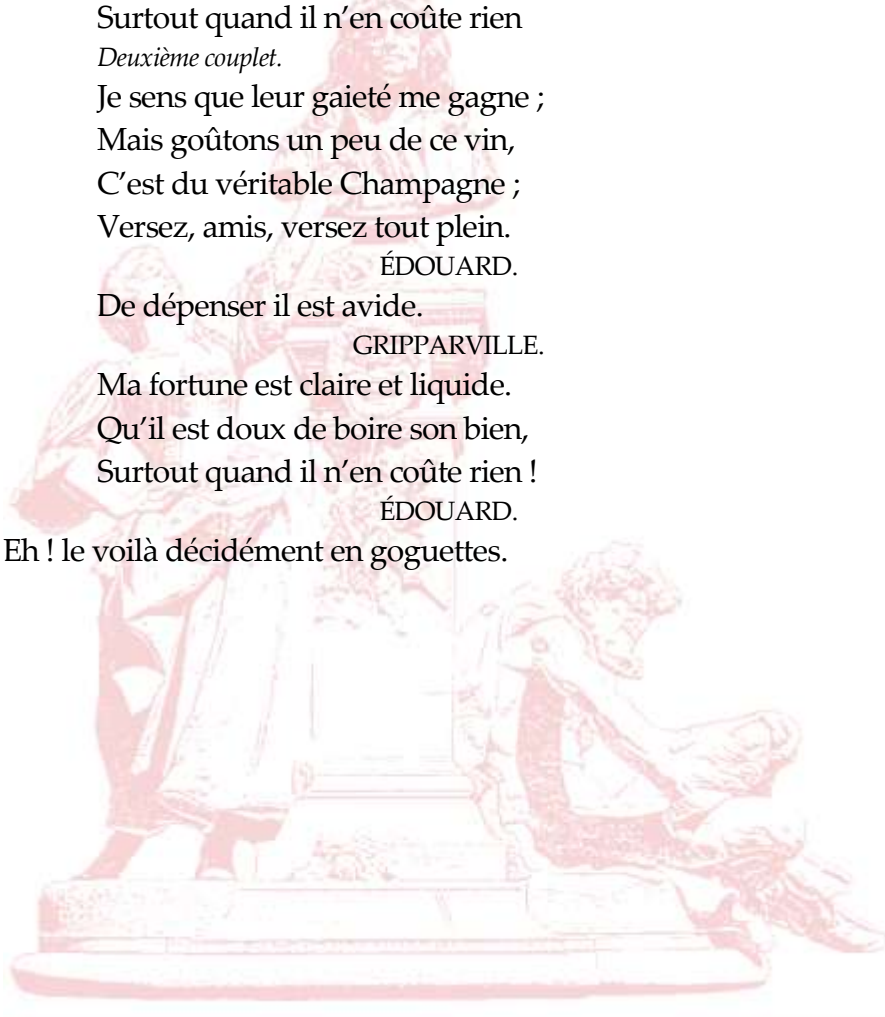 Surtout quand il n’en coûte rien
Deuxième couplet.
Je sens que leur gaieté me gagne ;
Mais goûtons un peu de ce vin,
C’est du véritable Champagne ;
Versez, amis, versez tout plein.
ÉDOUARD.
De dépenser il est avide.
GRIPPARVILLE.
Ma fortune est claire et liquide.
Qu’il est doux de boire son bien,
Surtout quand il n’en coûte rien !
ÉDOUARD.
Eh ! le voilà décidément en goguettes.